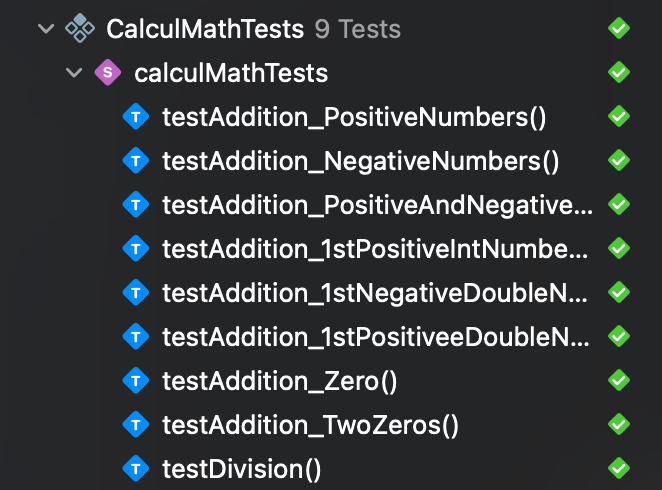 CalculMathTests 9 Tests
S calculMathTests
T testAddition_PositiveNumbers()
T testAddition_NegativeNumbers()
T testAddition_PositiveAndNegative...
T testAddition_1stPositiveIntNumbe...
T testAddition_1stNegativeDoubleN...
T testAddition_1stPositiveeDoubleN...
T testAddition_Zero()
T testAddition_TwoZeros()
T testDivision()